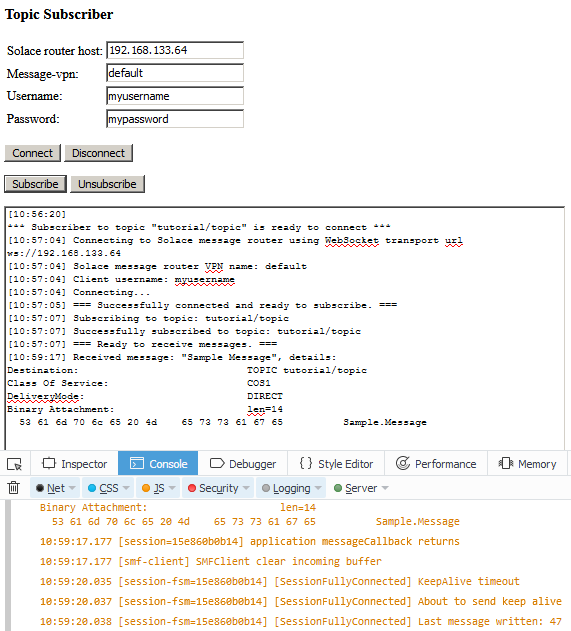 Topic Subscriber
Solace router host: 192.168.133.64
Message-vpn: default
Username: myusername
Password: mypassword
Connect Disconnect
Subscribe Unsubscribe
[10:56:20]
*** Subscriber to topic "tutorial/topic" is ready to connect ***
[10:57:04] Connecting to Solace message router using WebSocket transport url
ws://192.168.133.64
[10:57:04] Solace message router VPN name: default
[10:57:04] Client username: myusername
[10:57:04] Connecting...
[10:57:05] === Successfully connected and ready to subscribe. ===
[10:57:07] Subscribing to topic: tutorial/topic
[10:57:07] Successfully subscribed to topic: tutorial/topic
[10:57:07] === Ready to receive messages. ===
[10:59:17] Received message: "Sample Message", details:
Destination: TOPIC tutorial/topic
Class Of Service: COS1
DeliveryMode: DIRECT
Binary Attachment: len=14
53 61 6d 70 6c 65 20 4d 65 73 73 61 67 65 Sample.Message
Inspector Console Debugger { } Style Editor Performance Memory
Net CSS JS Security Logging Server
Binary Attachment: len=14
53 61 6d 70 6c 65 20 4d 65 73 73 61 67 65 Sample.Message
10:59:17.177 [session=15e860b0b14] application messageCallback returns
10:59:17.177 [smf-client] SMFClient clear incoming buffer
10:59:20.035 [session-fsm=15e860b0b14] [SessionFullyConnected] KeepAlive timeout
10:59:20.037 [session-fsm=15e860b0b14] [SessionFullyConnected] About to send keep alive
10:59:20.038 [session-fsm=15e860b0b14] [SessionFullyConnected] Last message written: 47